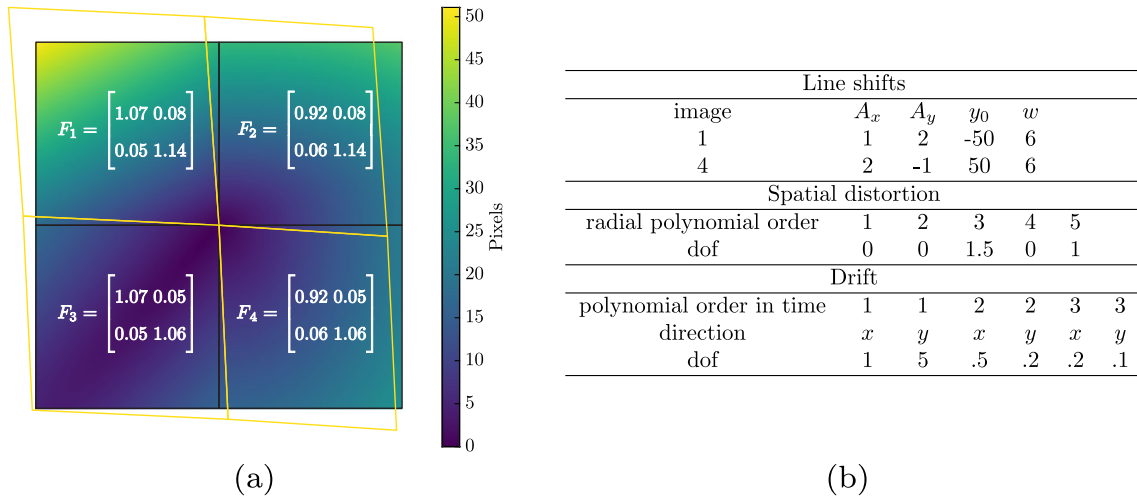 F₁ = [1.07 0.08
0.05 1.14]
F₂ = [0.92 0.08
0.06 1.14]
F₃ = [1.07 0.05
0.05 1.06]
F₄ = [0.92 0.05
0.06 1.06]
50
45
40
35
30
25
20
15
10
5
0
Pixels
(a)
Line shifts
image Aₓ A_y y₀ w
1 1 2 -50 6
4 2 -1 50 6
Spatial distortion
radial polynomial order 1 2 3 4 5
dof 0 0 1.5 0 1
Drift
polynomial order in time 1 1 2 2 3 3
direction x y x y x y
dof 1 5 .5 .2 .2 .1
(b)